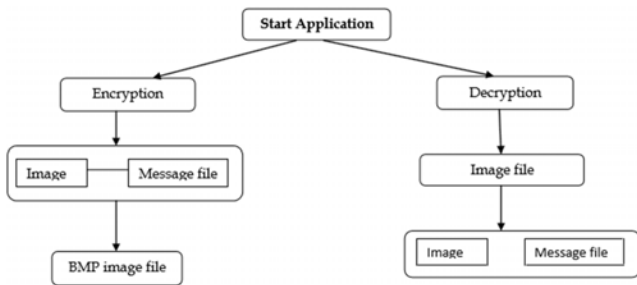 Start Application
Encryption
Decryption
Image
Message file
Image file
BMP image file
Image
Message file